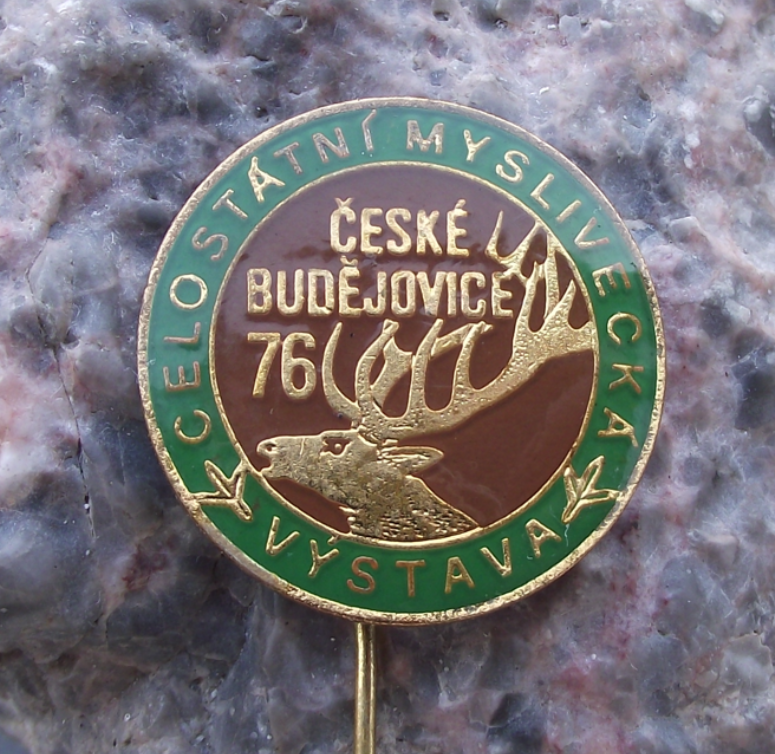 CELOSTÁTNÍ MYSLIVECKÁ
ČESKÉ
BUDĚJOVICE
76
VÝSTAVA